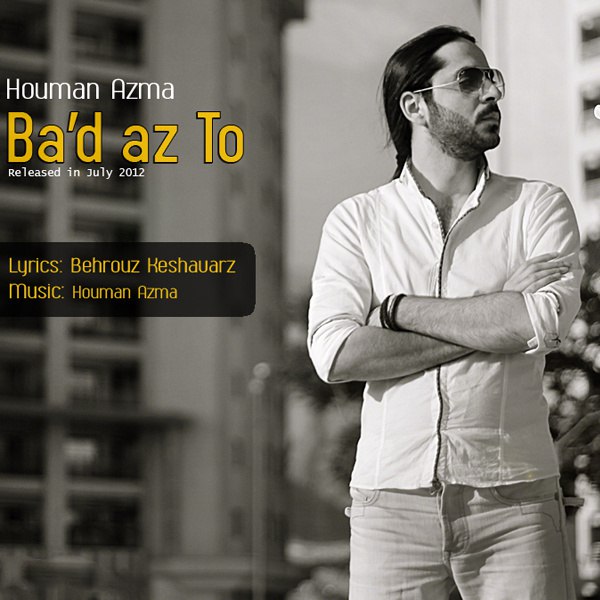 Houman Azma
Ba'd az To
Released in July 2012
Lyrics: Behrouz Keshavarz
Music: Houman Azma